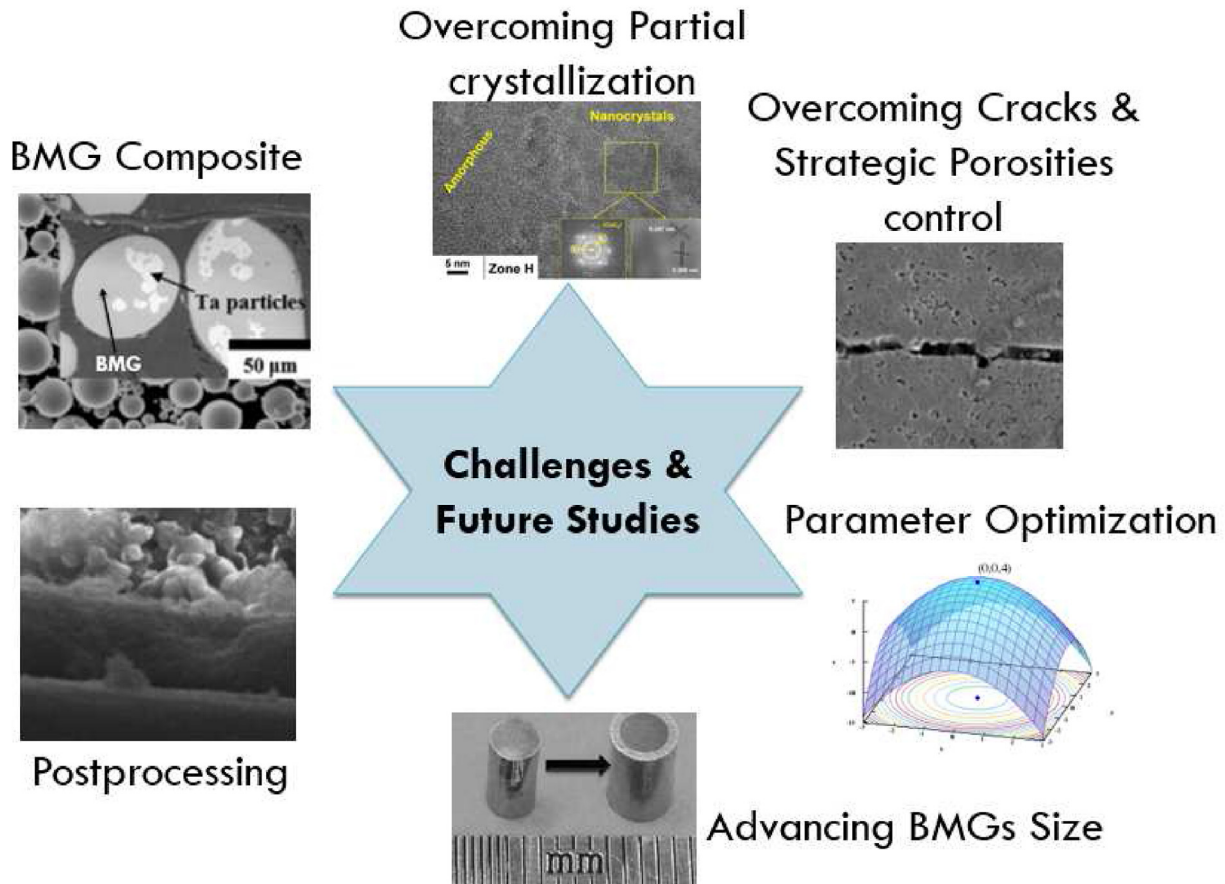 Overcoming Partial
crystallization
Amorphous
Nanocrystals
5 nm
Zone H
Overcoming Cracks &
Strategic Porosities
control
BMG Composite
Ta particles
BMG
50 μm
Challenges &
Future Studies
Parameter Optimization
(0,0,4)
Postprocessing
mm
Advancing BMGs Size